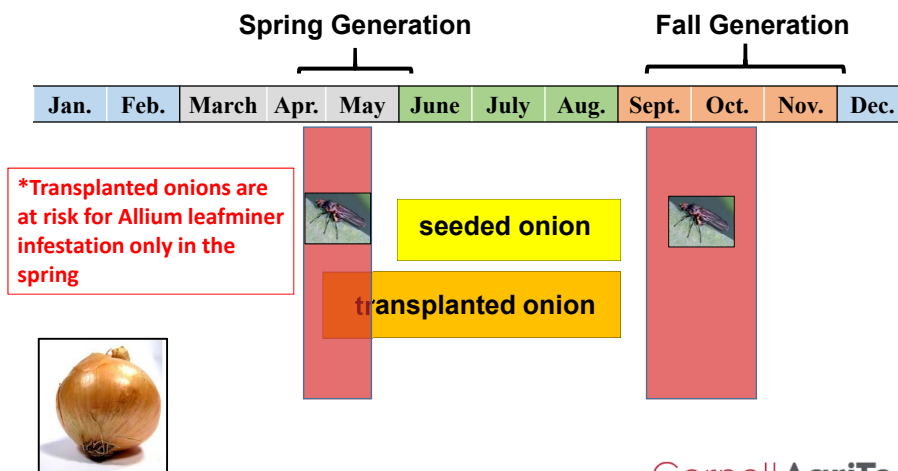 Spring Generation
Fall Generation
Jan. Feb. March Apr. May June July Aug. Sept. Oct. Nov. Dec.
*Transplanted onions are
at risk for Allium leafminer
infestation only in the
spring
seeded onion
transplanted onion